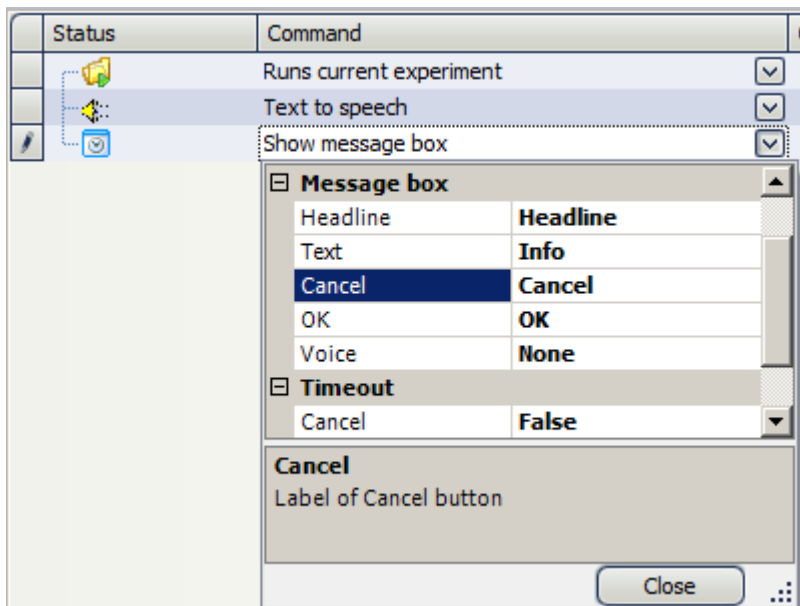 Status Command
Runs current experiment
Text to speech
Show message box
Message box
Headline Headline
Text Info
Cancel Cancel
OK OK
Voice None
Timeout
Cancel False
Cancel
Label of Cancel button
Close